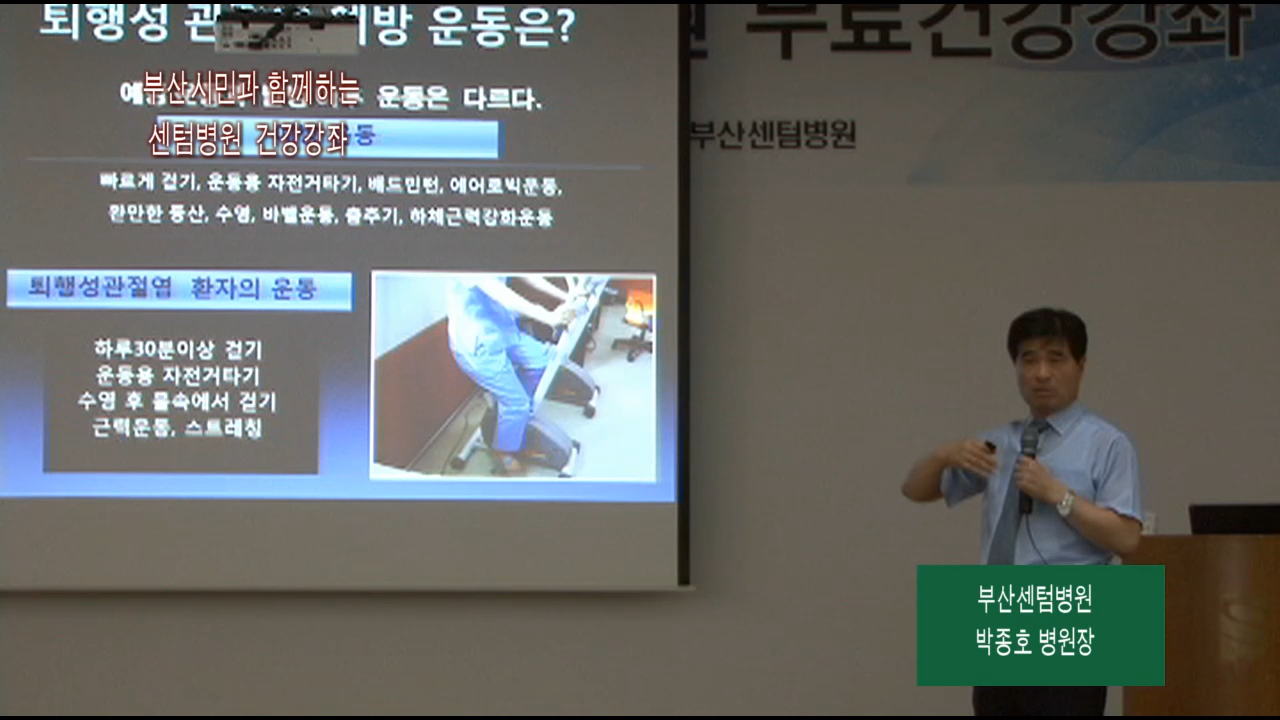 퇴행성 관 예방 운동은?
부산시민과 함께하는
운동은 다르다.
센텀병원 건강강좌
빠르게 걷기, 운동용 자전거타기, 배드민턴, 에어로빅운동,
완만한 등산, 수영, 바벨운동, 춤추기, 하체근력강화운동
퇴행성관절염 환자의 운동
하루30분이상 걷기
운동용 자전거타기
수영 후 물속에서 걷기
근력운동, 스트레칭
무료건강강좌
부산센텀병원
부산센텀병원
박종호 병원장